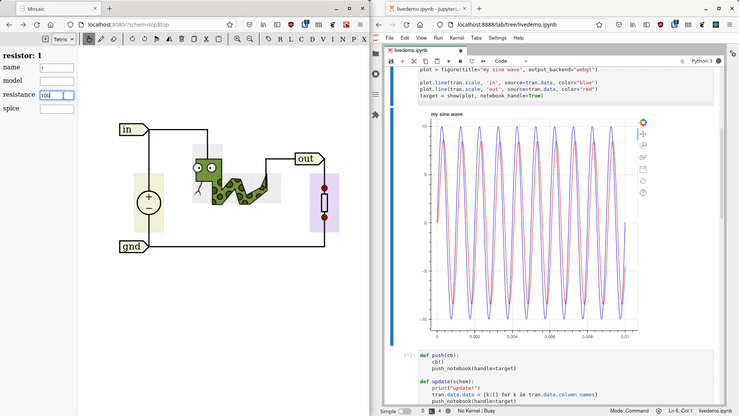 Mosaic
localhost:8080/?schem=top$top
Tetris
R L C D V I N P X
resistor: 1
name 1
model
resistance 100
spice
in
out
gnd
+
−
livedemo.ipynb - JupyterL
localhost:8888/lab/tree/livedemo.ipynb
File Edit View Run Kernel Tabs Settings Help
livedemo.ipynb
Code
Python 3
plot = figure(title="my sine wave", output_backend="webgl")
plot.line(tran.scale, 'in', source=tran.data, color="blue")
plot.line(tran.scale, 'out', source=tran.data, color="red")
target = show(plot, notebook_handle=True)
my sine wave
10
5
0
-5
-10
0 0.002 0.004 0.006 0.008 0.01
[*]: def push(cb):
cb()
push_notebook(handle=target)
def update(schem):
print("update!")
tran.data.data = {k:[] for k in tran.data.column_names}
push_notebook(handle=target)
Simple 0 4 No Kernel | Busy Mode: Command Ln 6, Col 1 livedemo.ipynb